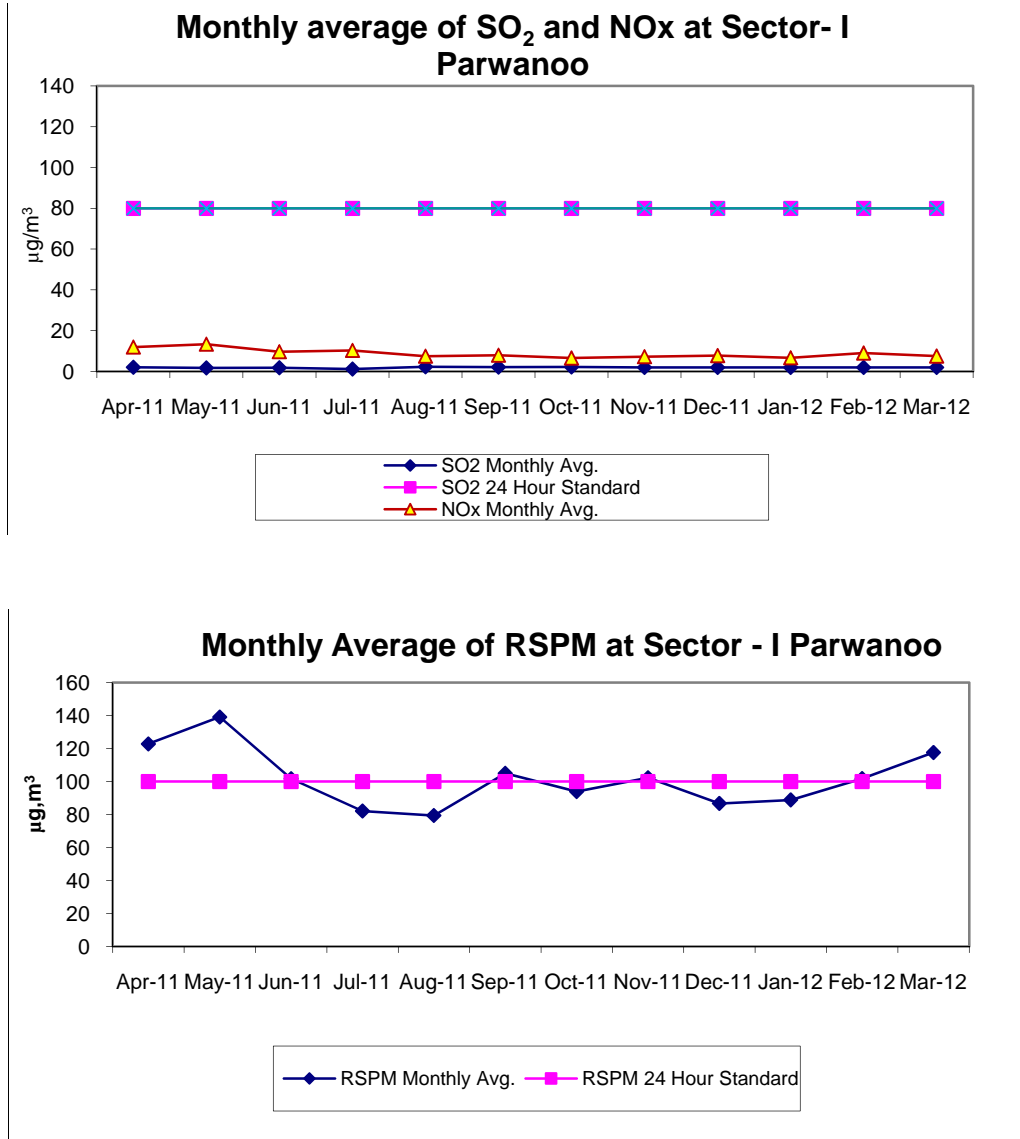 Monthly average of SO₂ and NOx at Sector- I
Parwanoo
140
120
100
80
60
40
20
0
µg/m³
Apr-11 May-11 Jun-11 Jul-11 Aug-11 Sep-11 Oct-11 Nov-11 Dec-11 Jan-12 Feb-12 Mar-12
SO2 Monthly Avg.
SO2 24 Hour Standard
NOx Monthly Avg.
Monthly Average of RSPM at Sector - I Parwanoo
160
140
120
100
80
60
40
20
0
µg,m³
Apr-11 May-11 Jun-11 Jul-11 Aug-11 Sep-11 Oct-11 Nov-11 Dec-11 Jan-12 Feb-12 Mar-12
RSPM Monthly Avg. RSPM 24 Hour Standard